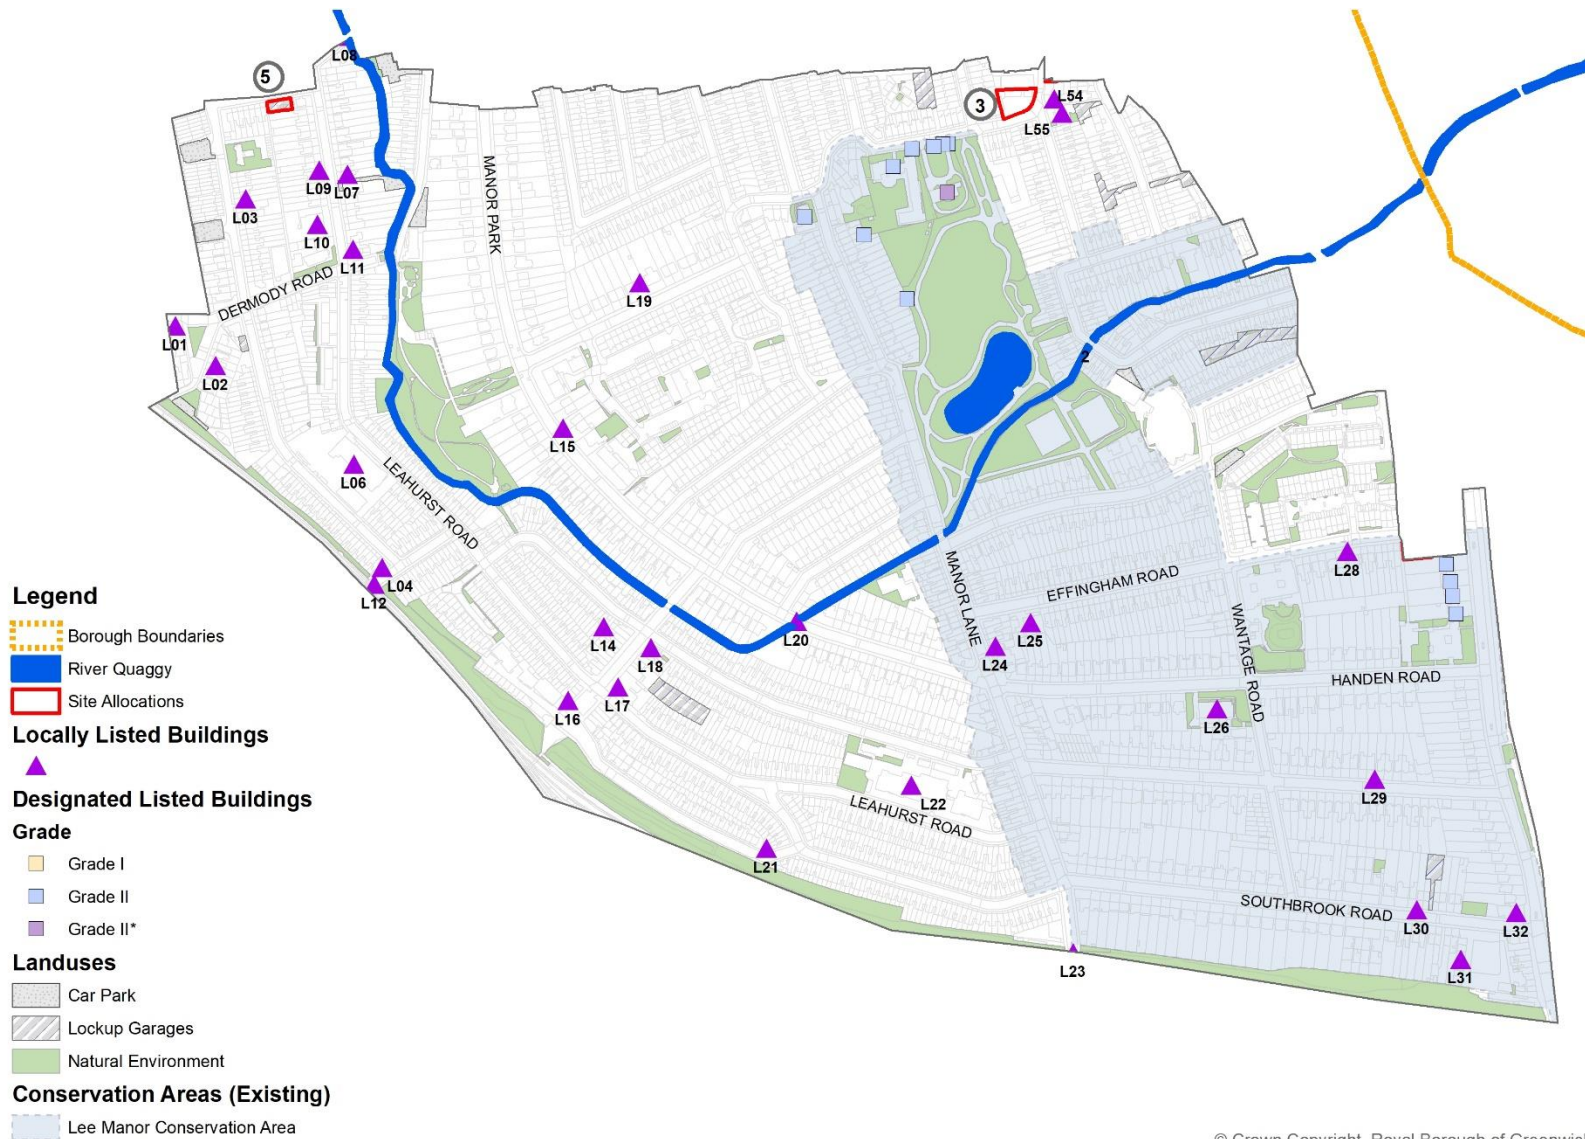 L08
5
3
L54
L55
MANOR PARK
L09
L07
L03
L10
L11
DERMODY ROAD
L19
L01
2
L02
L15
L06
LEAHURST ROAD
L04
L12
MANOR LANE
EFFINGHAM ROAD
L28
L14
L20
L25
L18
L24
WANTAGE ROAD
HANDEN ROAD
L17
L16
L26
L29
L22
LEAHURST ROAD
L21
SOUTHBROOK ROAD
L30
L32
L23
L31
Legend
Borough Boundaries
River Quaggy
Site Allocations
Locally Listed Buildings
Designated Listed Buildings
Grade
Grade I
Grade II
Grade II*
Landuses
Car Park
Lockup Garages
Natural Environment
Conservation Areas (Existing)
Lee Manor Conservation Area
© Crown Copyright, Royal Borough of